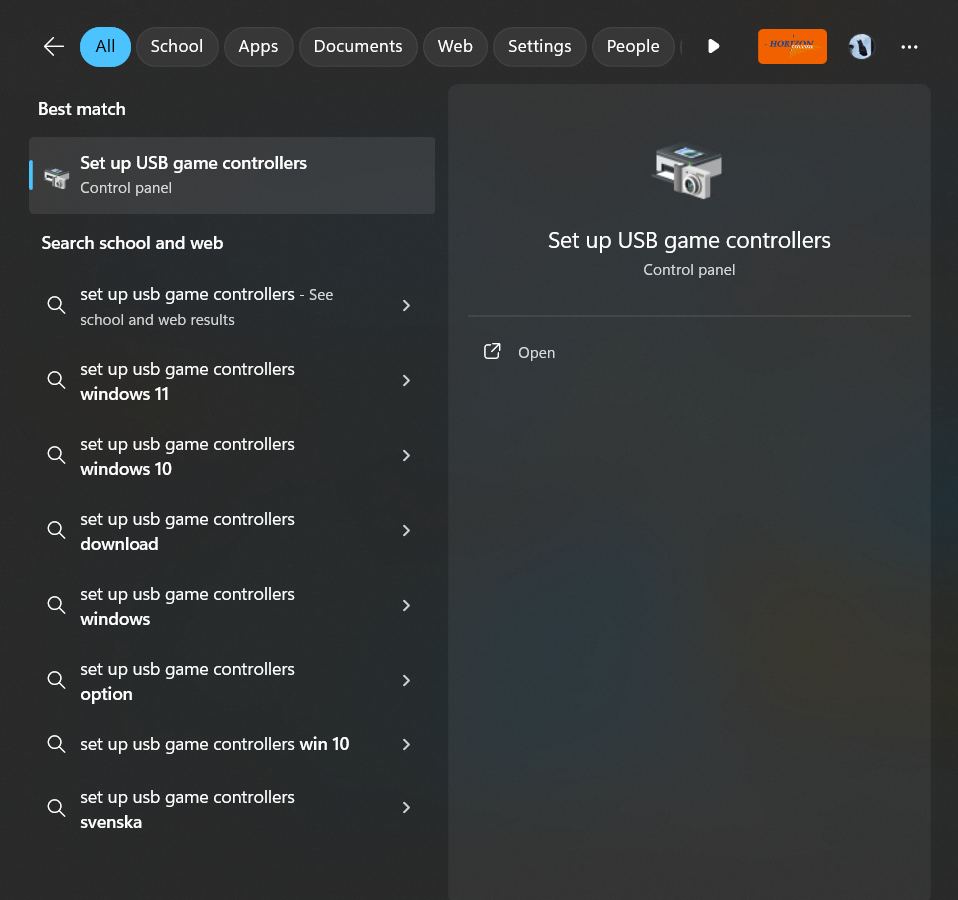 All
School
Apps
Documents
Web
Settings
People
HORIZON
COLLEGE
Best match
Set up USB game controllers
Control panel
Search school and web
set up usb game controllers - See
school and web results
set up usb game controllers
windows 11
set up usb game controllers
windows 10
set up usb game controllers
download
set up usb game controllers
windows
set up usb game controllers
option
set up usb game controllers win 10
set up usb game controllers
svenska
Set up USB game controllers
Control panel
Open